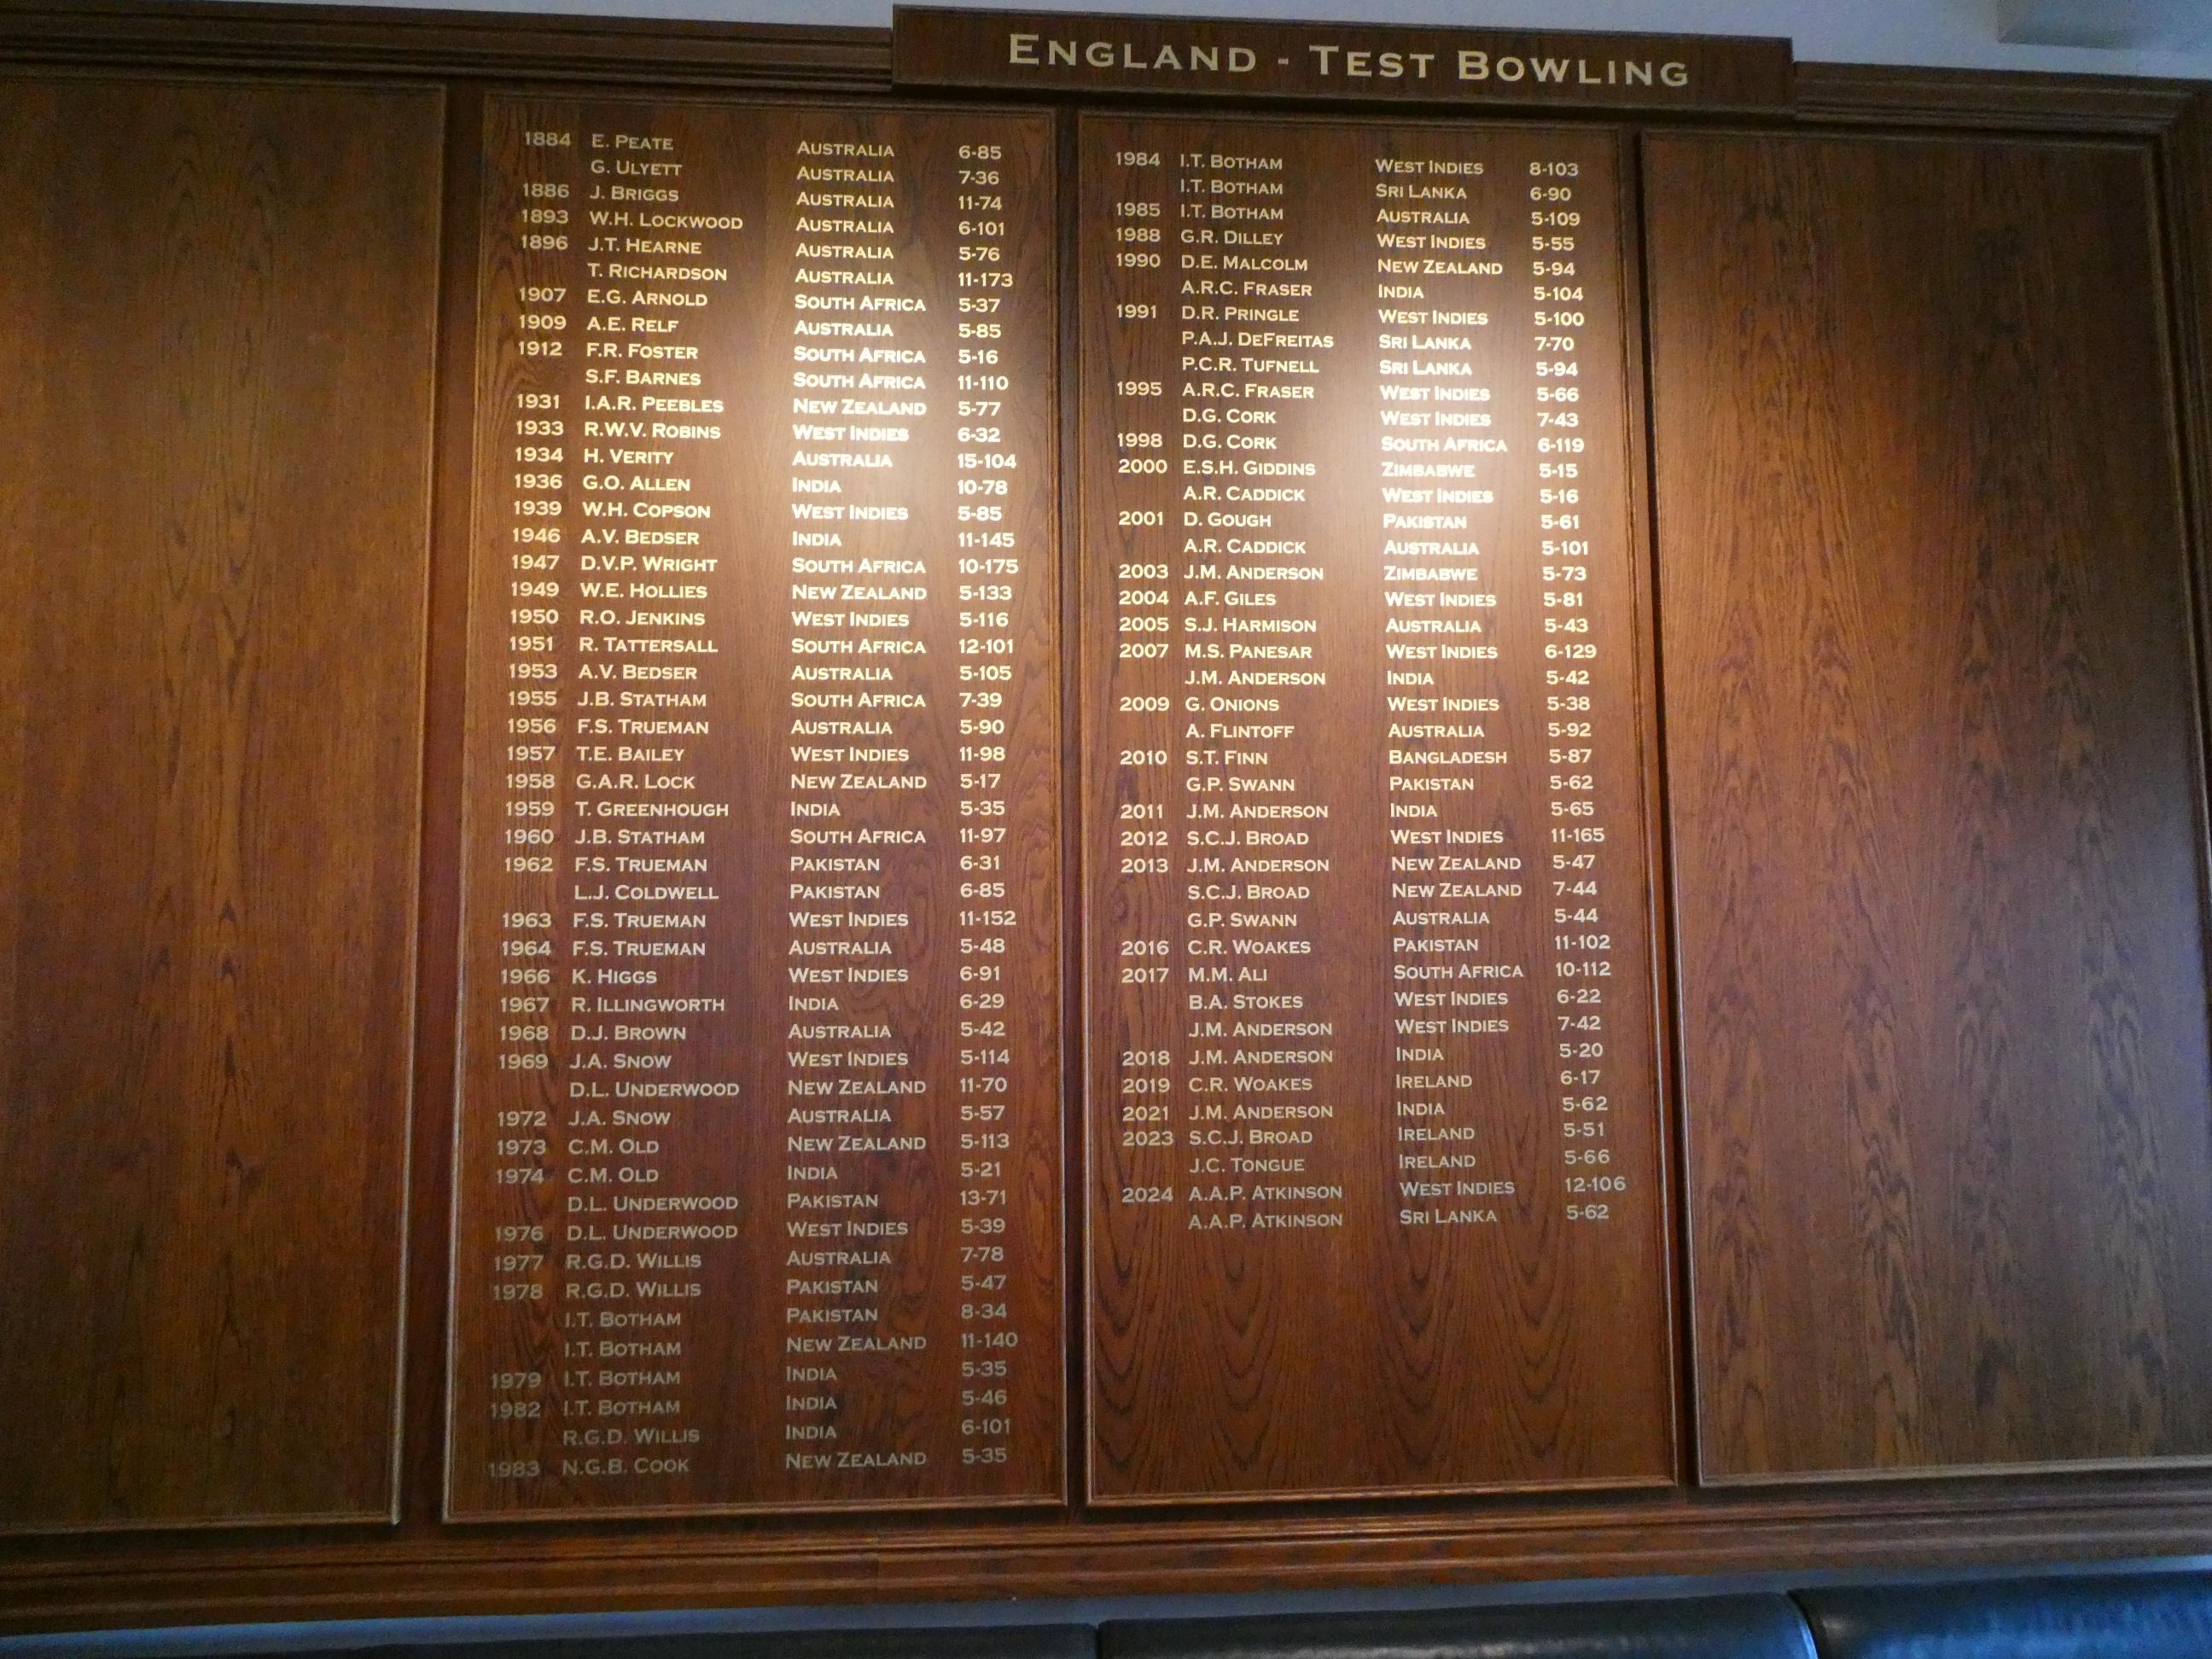 ENGLAND - TEST BOWLING
1884 E. PEATE AUSTRALIA 6-85
G. ULYETT AUSTRALIA 7-36
1886 J. BRIGGS AUSTRALIA 11-74
1893 W.H. LOCKWOOD AUSTRALIA 6-101
1896 J.T. HEARNE AUSTRALIA 5-76
T. RICHARDSON AUSTRALIA 11-173
1907 E.G. ARNOLD SOUTH AFRICA 5-37
1909 A.E. RELF AUSTRALIA 5-85
1912 F.R. FOSTER SOUTH AFRICA 5-16
S.F. BARNES SOUTH AFRICA 11-110
1931 I.A.R. PEEBLES NEW ZEALAND 5-77
1933 R.W.V. ROBINS WEST INDIES 6-32
1934 H. VERITY AUSTRALIA 15-104
1936 G.O. ALLEN INDIA 10-78
1939 W.H. COPSON WEST INDIES 5-85
1946 A.V. BEDSER INDIA 11-145
1947 D.V.P. WRIGHT SOUTH AFRICA 10-175
1949 W.E. HOLLIES NEW ZEALAND 5-133
1950 R.O. JENKINS WEST INDIES 5-116
1951 R. TATTERSALL SOUTH AFRICA 12-101
1953 A.V. BEDSER AUSTRALIA 5-105
1955 J.B. STATHAM SOUTH AFRICA 7-39
1956 F.S. TRUEMAN AUSTRALIA 5-90
1957 T.E. BAILEY WEST INDIES 11-98
1958 G.A.R. LOCK NEW ZEALAND 5-17
1959 T. GREENHOUGH INDIA 5-35
1960 J.B. STATHAM SOUTH AFRICA 11-97
1962 F.S. TRUEMAN PAKISTAN 6-31
L.J. COLDWELL PAKISTAN 6-85
1963 F.S. TRUEMAN WEST INDIES 11-152
1964 F.S. TRUEMAN AUSTRALIA 5-48
1966 K. HIGGS WEST INDIES 6-91
1967 R. ILLINGWORTH INDIA 6-29
1968 D.J. BROWN AUSTRALIA 5-42
1969 J.A. SNOW WEST INDIES 5-114
D.L. UNDERWOOD NEW ZEALAND 11-70
1972 J.A. SNOW AUSTRALIA 5-57
1973 C.M. OLD NEW ZEALAND 5-113
1974 C.M. OLD INDIA 5-21
D.L. UNDERWOOD PAKISTAN 13-71
1976 D.L. UNDERWOOD WEST INDIES 5-39
1977 R.G.D. WILLIS AUSTRALIA 7-78
1978 R.G.D. WILLIS PAKISTAN 5-47
I.T. BOTHAM PAKISTAN 8-34
I.T. BOTHAM NEW ZEALAND 11-140
1979 I.T. BOTHAM INDIA 5-35
1982 I.T. BOTHAM INDIA 5-46
R.G.D. WILLIS INDIA 6-101
1983 N.G.B. COOK NEW ZEALAND 5-35
1984 I.T. BOTHAM WEST INDIES 8-103
I.T. BOTHAM SRI LANKA 6-90
1985 I.T. BOTHAM AUSTRALIA 5-109
1988 G.R. DILLEY WEST INDIES 5-55
1990 D.E. MALCOLM NEW ZEALAND 5-94
A.R.C. FRASER INDIA 5-104
1991 D.R. PRINGLE WEST INDIES 5-100
P.A.J. DEFREITAS SRI LANKA 7-70
P.C.R. TUFNELL SRI LANKA 5-94
1995 A.R.C. FRASER WEST INDIES 5-66
D.G. CORK WEST INDIES 7-43
1998 D.G. CORK SOUTH AFRICA 6-119
2000 E.S.H. GIDDINS ZIMBABWE 5-15
A.R. CADDICK WEST INDIES 5-16
2001 D. GOUGH PAKISTAN 5-61
A.R. CADDICK AUSTRALIA 5-101
2003 J.M. ANDERSON ZIMBABWE 5-73
2004 A.F. GILES WEST INDIES 5-81
2005 S.J. HARMISON AUSTRALIA 5-43
2007 M.S. PANESAR WEST INDIES 6-129
J.M. ANDERSON INDIA 5-42
2009 G. ONIONS WEST INDIES 5-38
A. FLINTOFF AUSTRALIA 5-92
2010 S.T. FINN BANGLADESH 5-87
G.P. SWANN PAKISTAN 5-62
2011 J.M. ANDERSON INDIA 5-65
2012 S.C.J. BROAD WEST INDIES 11-165
2013 J.M. ANDERSON NEW ZEALAND 5-47
S.C.J. BROAD NEW ZEALAND 7-44
G.P. SWANN AUSTRALIA 5-44
2016 C.R. WOAKES PAKISTAN 11-102
2017 M.M. ALI SOUTH AFRICA 10-112
B.A. STOKES WEST INDIES 6-22
J.M. ANDERSON WEST INDIES 7-42
2018 J.M. ANDERSON INDIA 5-20
2019 C.R. WOAKES IRELAND 6-17
2021 J.M. ANDERSON INDIA 5-62
2023 S.C.J. BROAD IRELAND 5-51
J.C. TONGUE IRELAND 5-66
2024 A.A.P. ATKINSON WEST INDIES 12-106
A.A.P. ATKINSON SRI LANKA 5-62